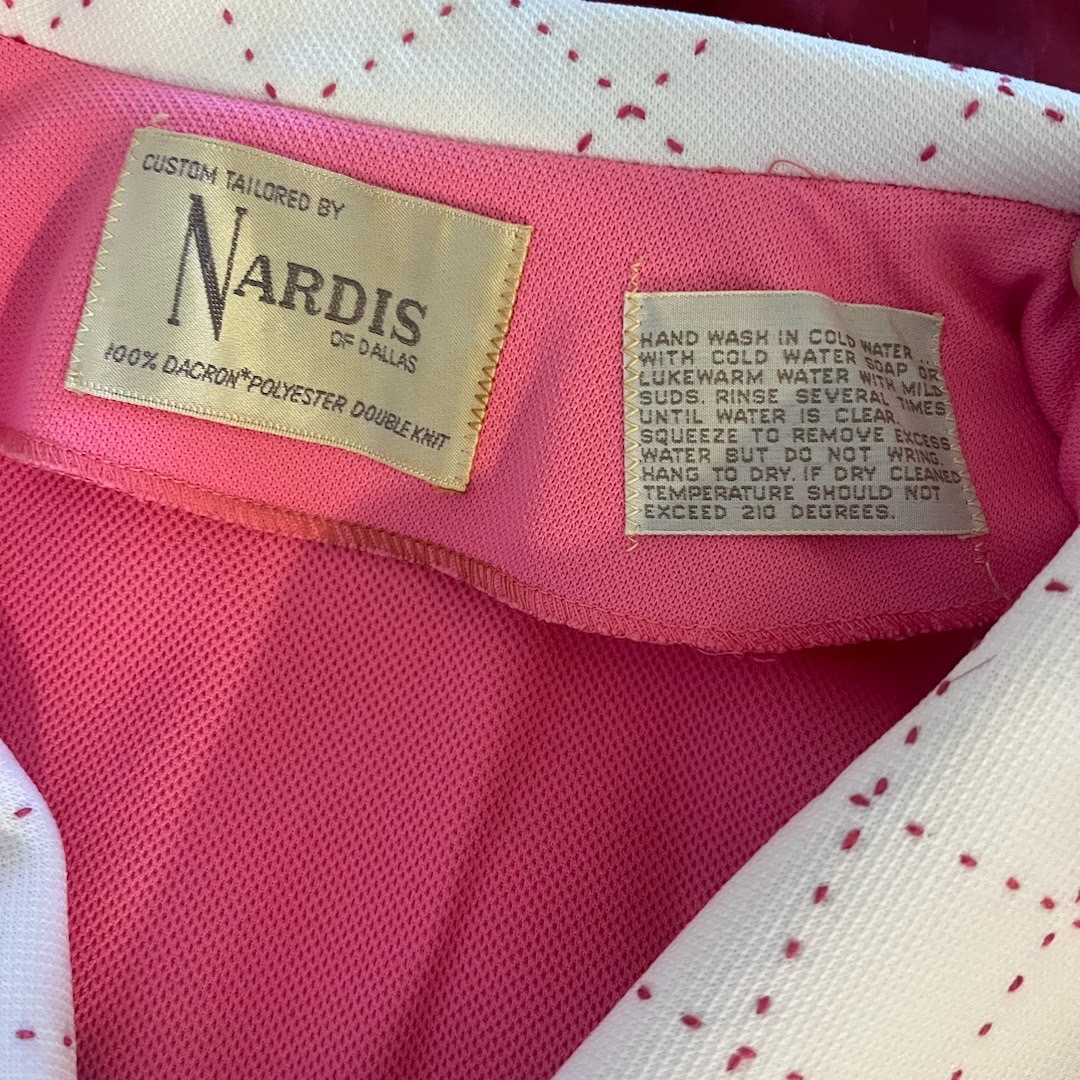 CUSTOM TAILORED BY
NARDIS
OF DALLAS
100% DACRON*POLYESTER DOUBLE KNIT
HAND WASH IN COLD WATER
WITH COLD WATER SOAP OR
LUKEWARM WATER WITH MILD
SUDS. RINSE SEVERAL TIMES
UNTIL WATER IS CLEAR.
SQUEEZE TO REMOVE EXCESS
WATER BUT DO NOT WRING.
HANG TO DRY. IF DRY CLEANED
TEMPERATURE SHOULD NOT
EXCEED 210 DEGREES.